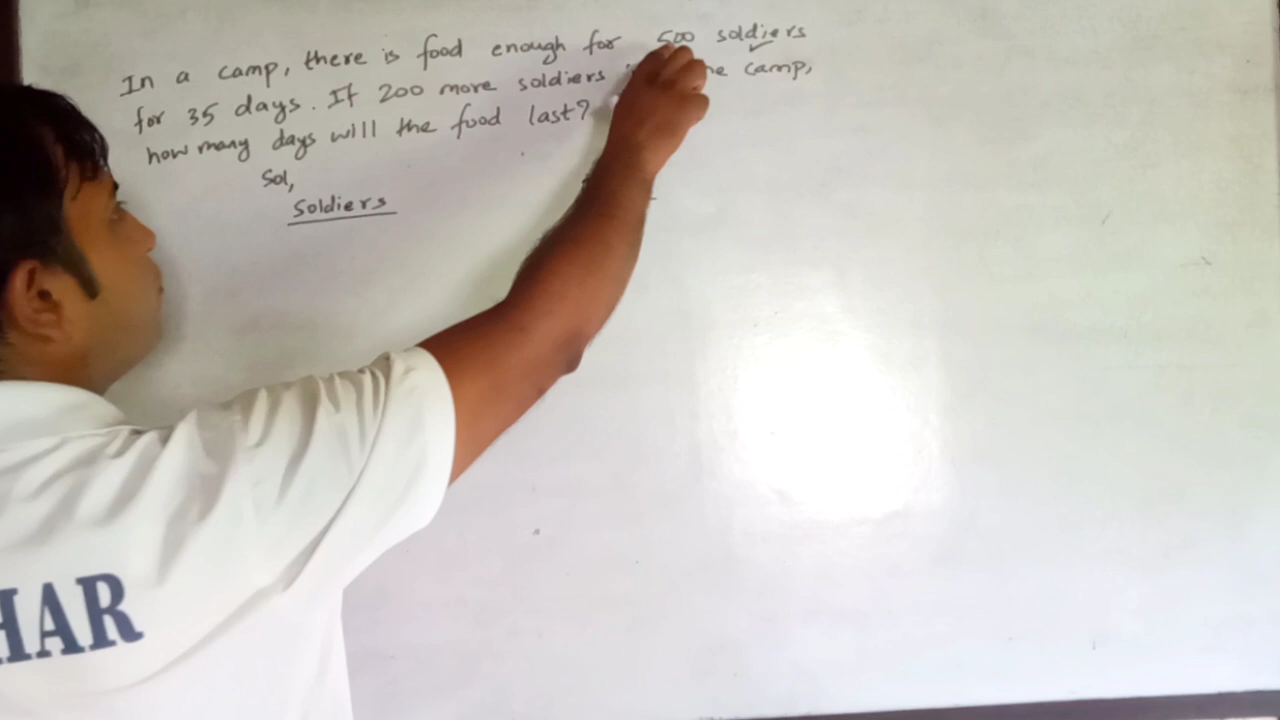 In a camp, there is food enough for 500 soldiers
for 35 days. If 200 more soldiers camp,
how many days will the food last?
Sol,
Soldiers
HAR